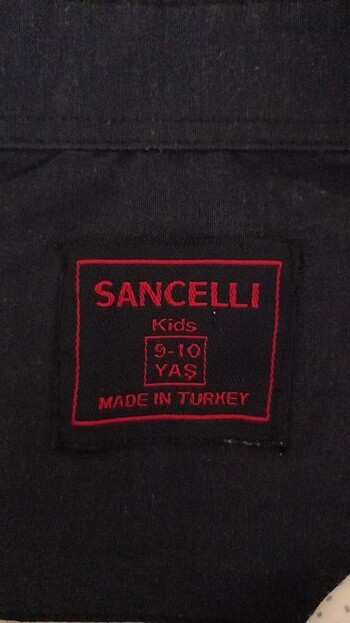 SANCELLI
Kids
9-10
YAŞ
MADE IN TURKEY